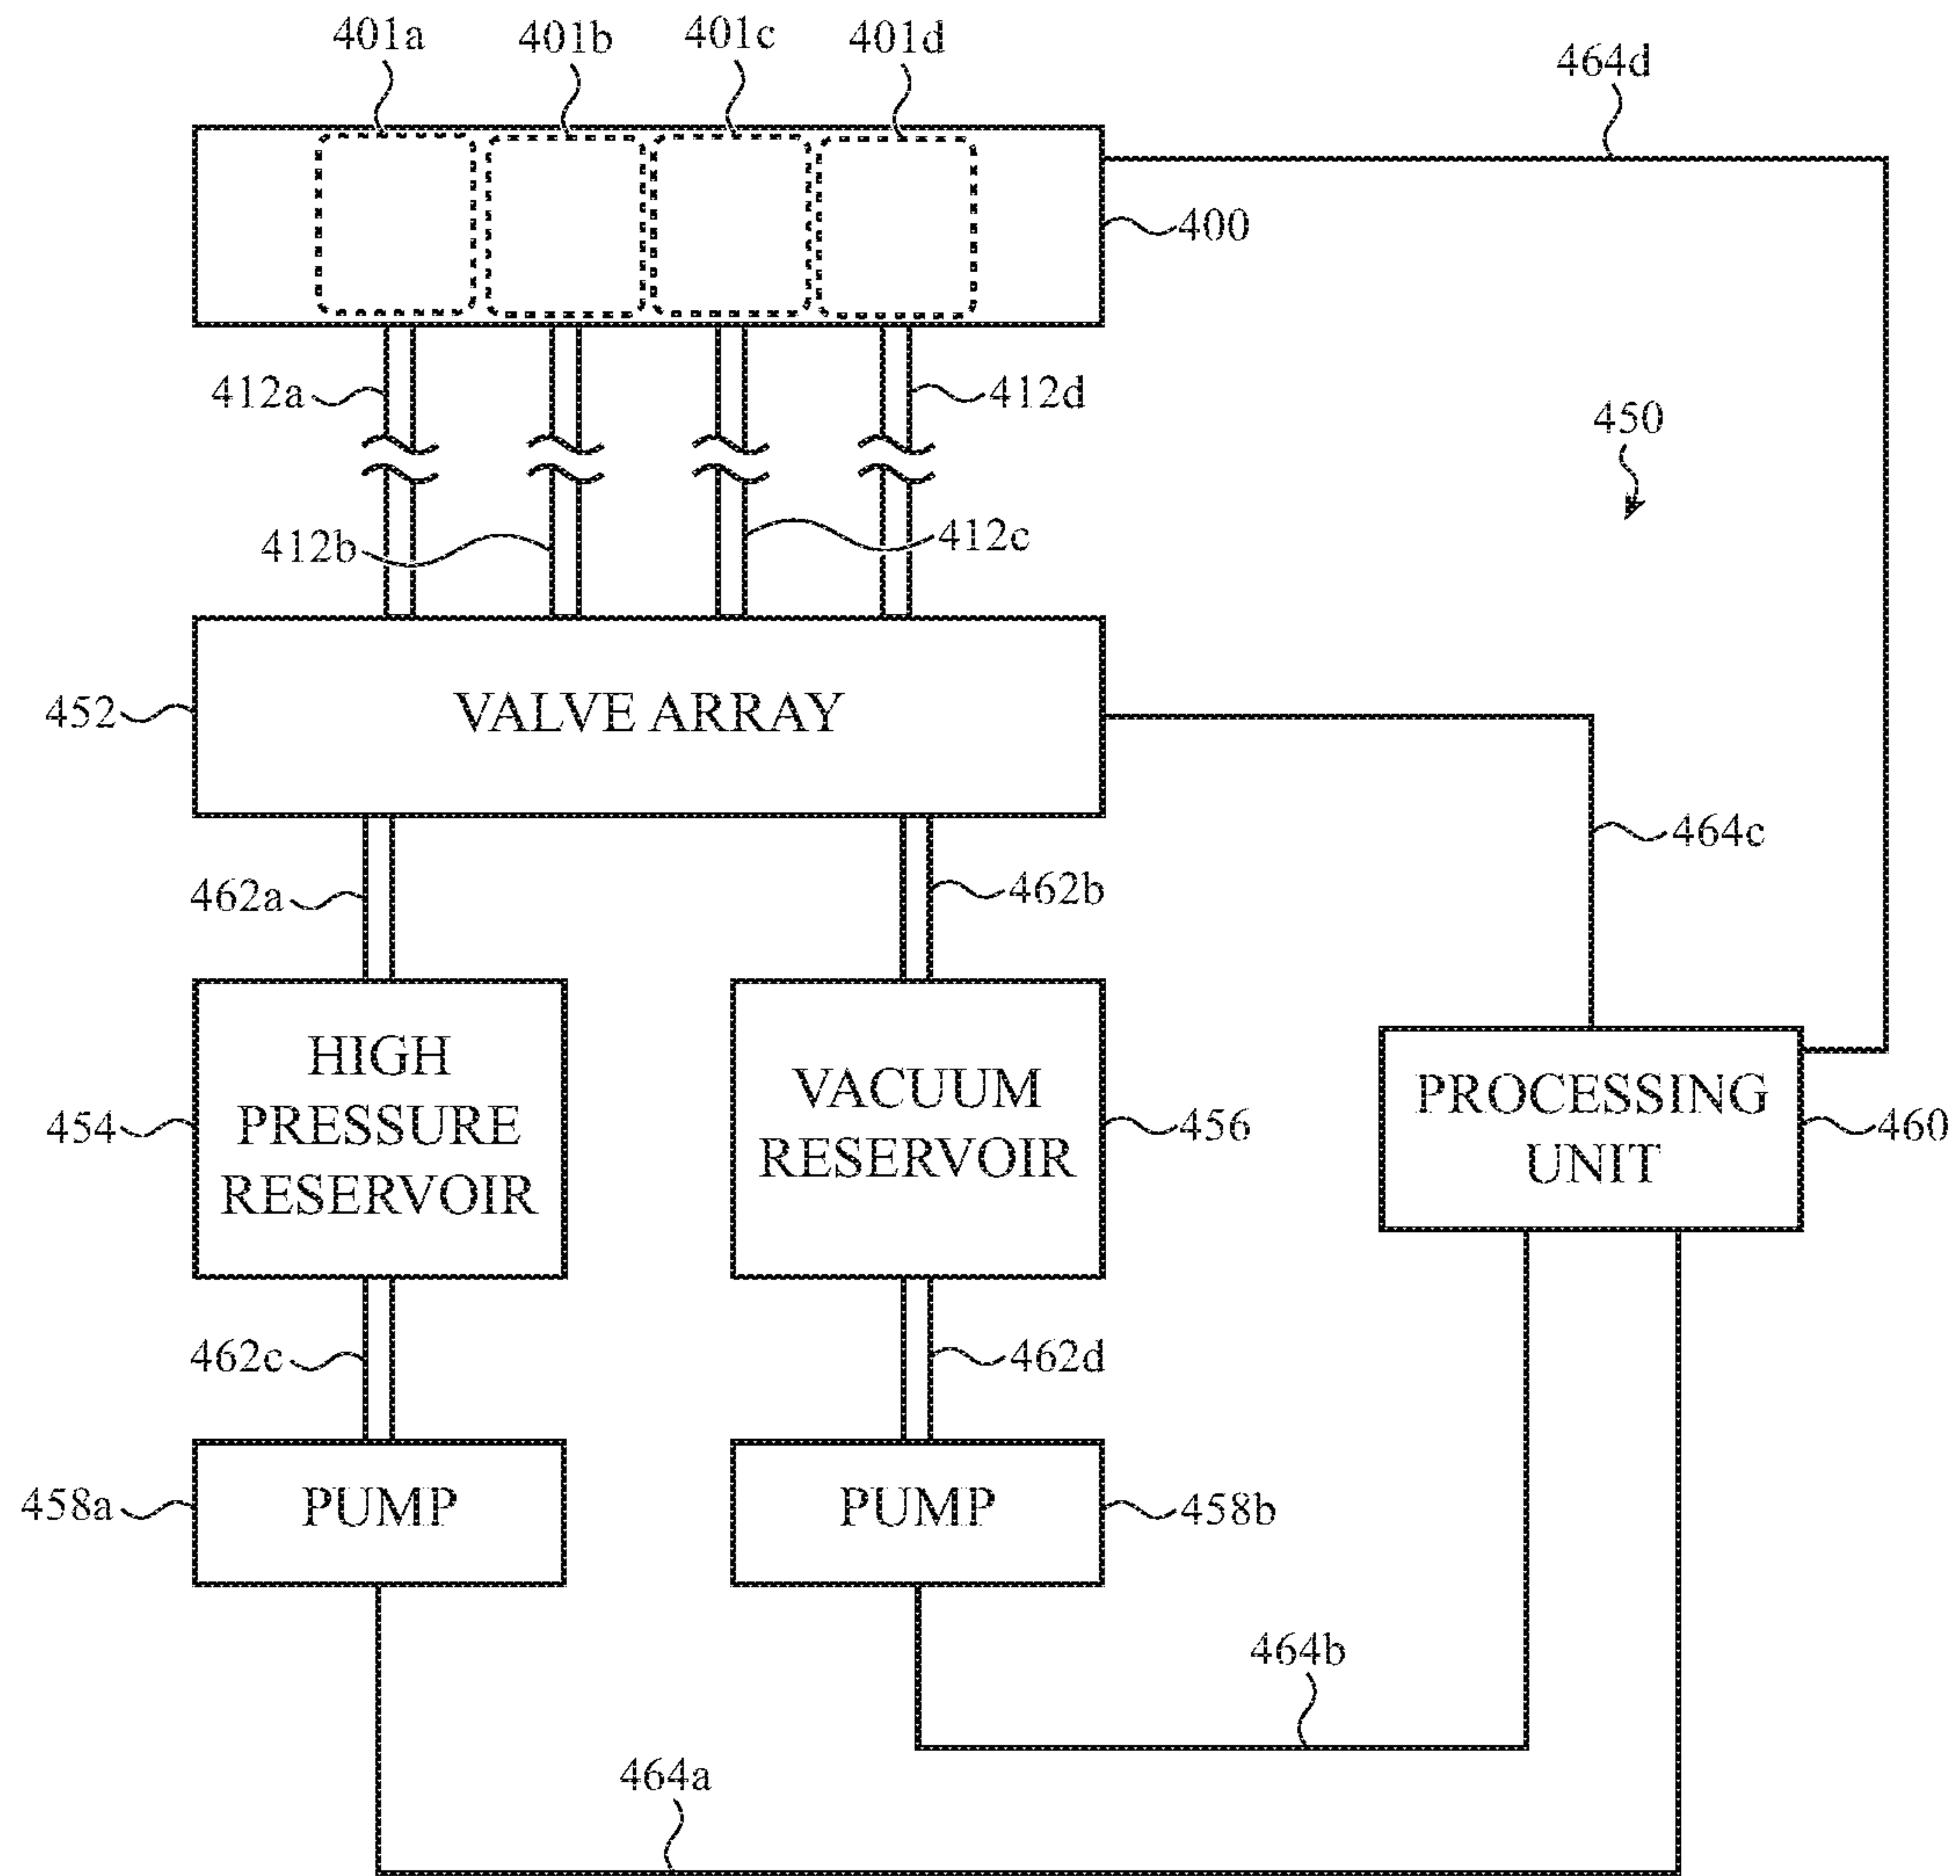 401a
401b
401c
401d
464d
400
412a
412d
450
412b
412c
452
VALVE ARRAY
464c
462a
462b
HIGH
PRESSURE
RESERVOIR
454
VACUUM
RESERVOIR
456
PROCESSING
UNIT
460
462c
462d
458a
PUMP
PUMP
458b
464b
464a